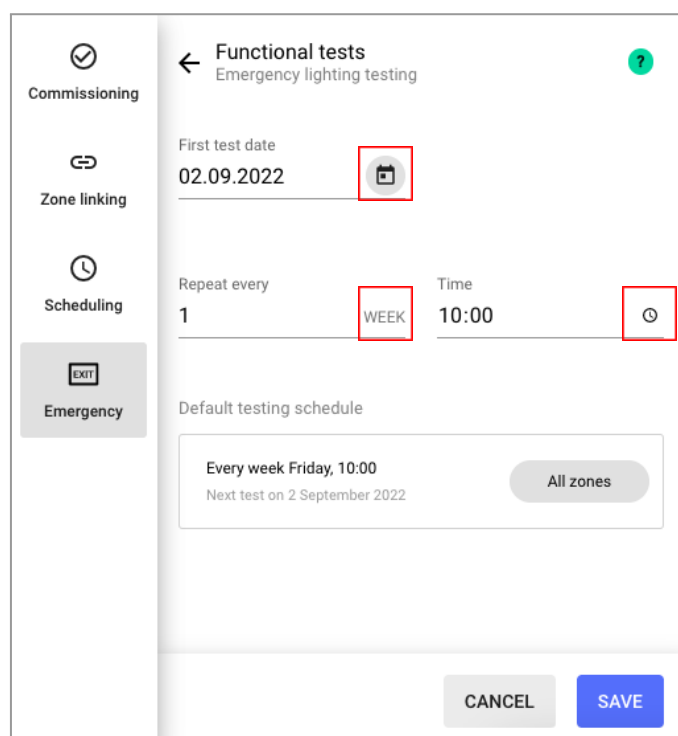 Commissioning
Zone linking
Scheduling
EXIT
Emergency
Functional tests
Emergency lighting testing
?
First test date
02.09.2022
Repeat every
1 WEEK
Time
10:00
Default testing schedule
Every week Friday, 10:00
Next test on 2 September 2022
All zones
CANCEL
SAVE